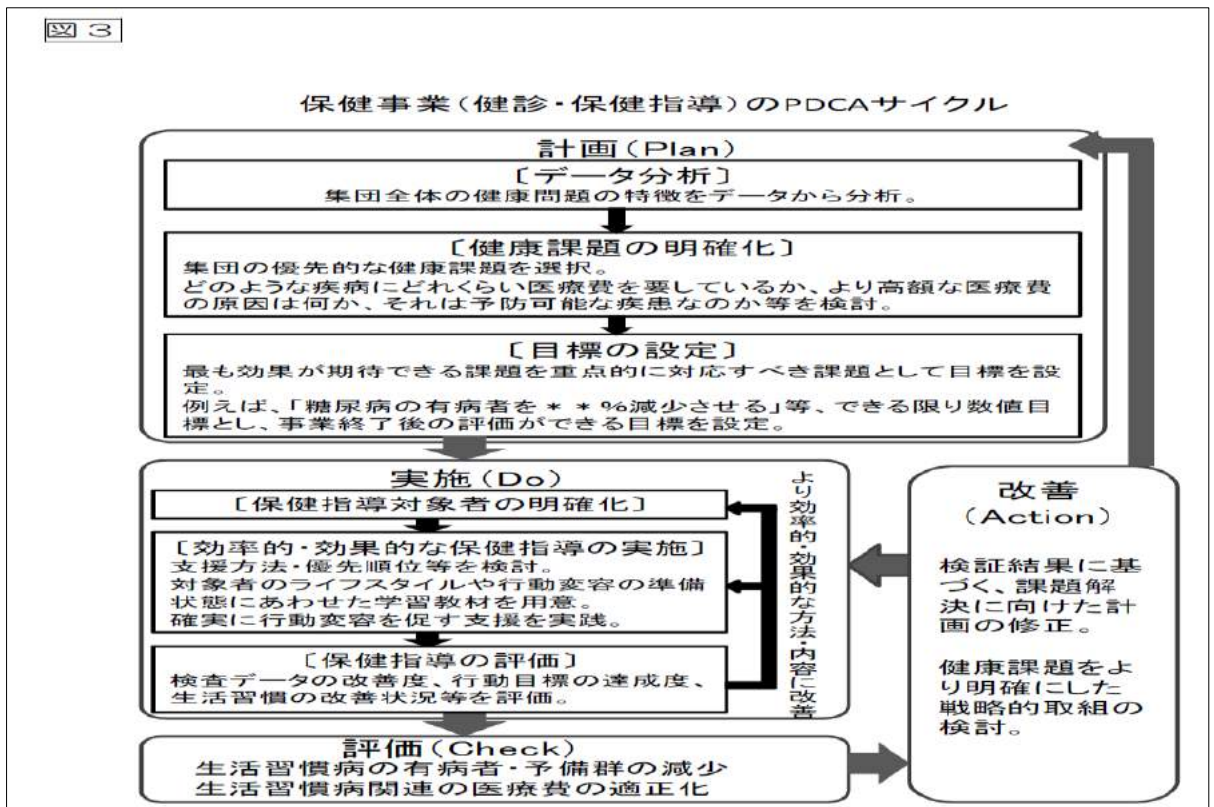 図３
保健事業(健診・保健指導)のPDCAサイクル
計画(Plan)
〔データ分析〕
集団全体の健康問題の特徴をデータから分析。
〔健康課題の明確化〕
集団の優先的な健康課題を選択。
どのような疾病にどれくらい医療費を要しているか、より高額な医療費
の原因は何か、それは予防可能な疾患なのか等を検討。
〔目標の設定〕
最も効果が期待できる課題を重点的に対応すべき課題として目標を設
定。
例えば、「糖尿病の有病者を＊＊％減少させる」等、できる限り数値目
標とし、事業終了後の評価ができる目標を設定。
実施(Do)
〔保健指導対象者の明確化〕
〔効率的・効果的な保健指導の実施〕
支援方法・優先順位等を検討。
対象者のライフスタイルや行動変容の準備
状態にあわせた学習教材を用意。
確実に行動変容を促す支援を実践。
〔保健指導の評価〕
検査データの改善度、行動目標の達成度、
生活習慣の改善状況等を評価。
より効率的・効果的な方法・内容に改善
評価(Check)
生活習慣病の有病者・予備群の減少
生活習慣病関連の医療費の適正化
改善
(Action)
検証結果に基
づく、課題解
決に向けた計
画の修正。
健康課題をよ
り明確にした
戦略的取組の
検討。